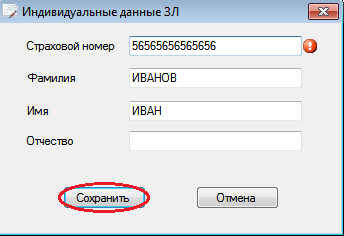 Индивидуальные данные ЗЛ
Страховой номер 56565656565656
Фамилия ИВАНОВ
Имя ИВАН
Отчество
Сохранить Отмена